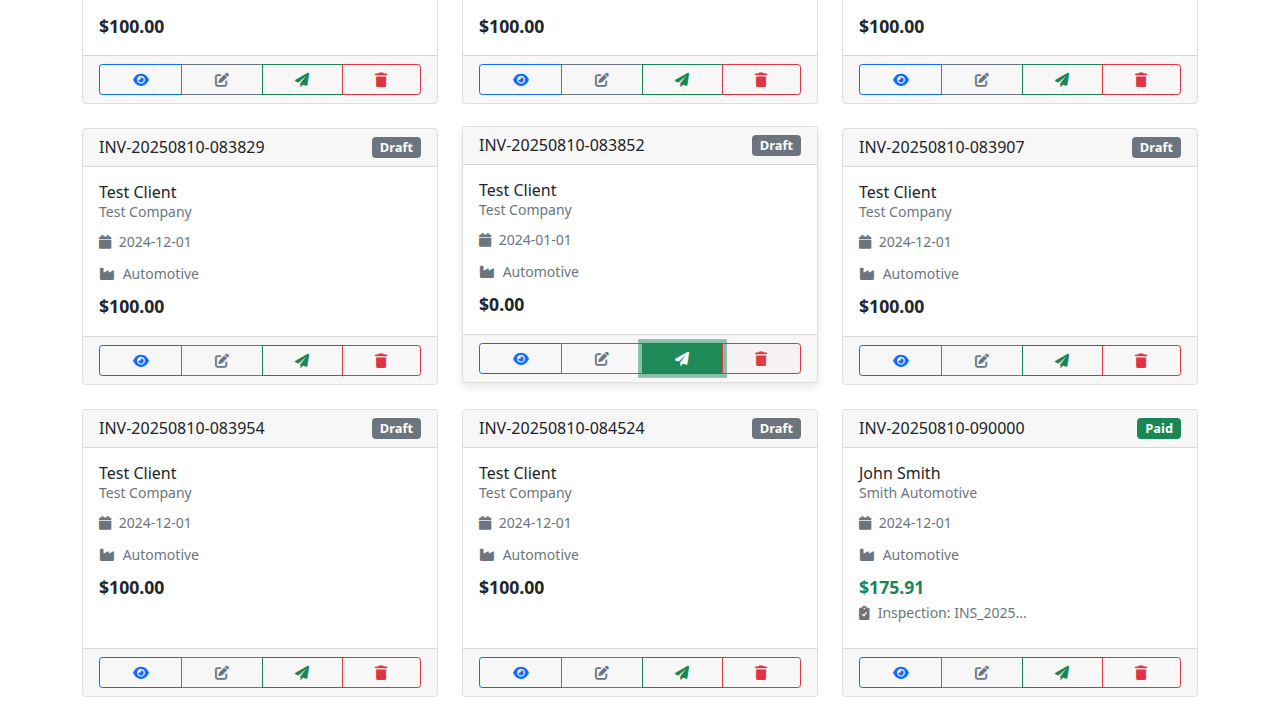 $100.00
$100.00
$100.00
INV-20250810-083829
Draft
Test Client
Test Company
2024-12-01
Automotive
$100.00
INV-20250810-083852
Draft
Test Client
Test Company
2024-01-01
Automotive
$0.00
INV-20250810-083907
Draft
Test Client
Test Company
2024-12-01
Automotive
$100.00
INV-20250810-083954
Draft
Test Client
Test Company
2024-12-01
Automotive
$100.00
INV-20250810-084524
Draft
Test Client
Test Company
2024-12-01
Automotive
$100.00
INV-20250810-090000
Paid
John Smith
Smith Automotive
2024-12-01
Automotive
$175.91
Inspection: INS_2025...